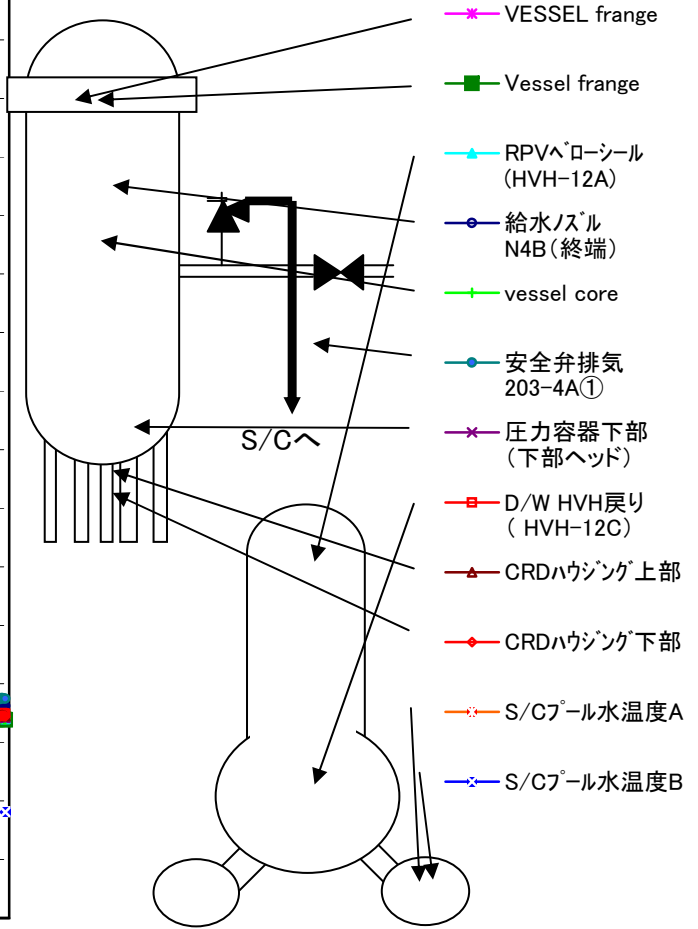 VESSEL frange
Vessel frange
RPVベローシール
(HVH-12A)
給水ノズル
N4B(終端)
vessel core
安全弁排気
203-4A①
S/Cへ
圧力容器下部
(下部ヘッド)
D/W HVH戻り
( HVH-12C)
CRDハウジング上部
CRDハウジング下部
S/Cプール水温度A
S/Cプール水温度B